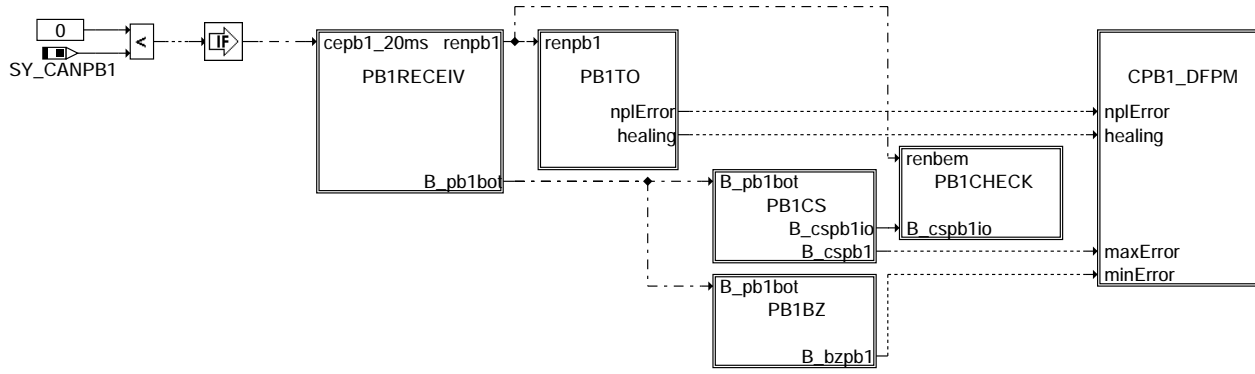 0
<
SY_CANPB1
IF
cepb1_20ms renpb1
PB1RECEIV
B_pb1bot
renpb1
PB1TO
nplError
healing
B_pb1bot
PB1CS
B_cspb1io
B_cspb1
B_pb1bot
PB1BZ
B_bzpb1
renbem
PB1CHECK
B_cspb1io
CPB1_DFPM
nplError
healing
maxError
minError